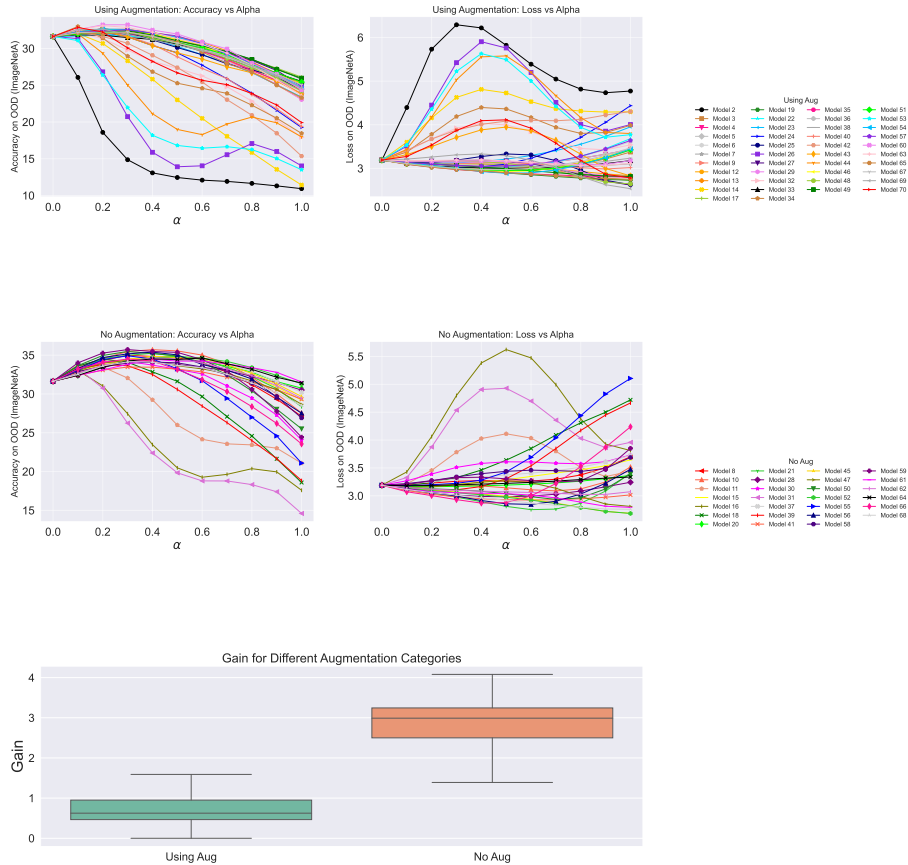 Using Augmentation: Accuracy vs Alpha
Accuracy on OOD (ImageNetA)
30
25
20
15
10
0.0 0.2 0.4 0.6 0.8 1.0
α
Using Augmentation: Loss vs Alpha
Loss on OOD (ImageNetA)
6
5
4
3
0.0 0.2 0.4 0.6 0.8 1.0
α
Using Aug
Model 2 Model 19 Model 35 Model 51
Model 3 Model 22 Model 36 Model 53
Model 4 Model 23 Model 38 Model 54
Model 5 Model 24 Model 40 Model 57
Model 6 Model 25 Model 42 Model 60
Model 7 Model 26 Model 43 Model 63
Model 9 Model 27 Model 44 Model 65
Model 12 Model 29 Model 46 Model 67
Model 13 Model 32 Model 48 Model 69
Model 14 Model 33 Model 49 Model 70
Model 17 Model 34
No Augmentation: Accuracy vs Alpha
Accuracy on OOD (ImageNetA)
35
30
25
20
15
0.0 0.2 0.4 0.6 0.8 1.0
α
No Augmentation: Loss vs Alpha
Loss on OOD (ImageNetA)
5.5
5.0
4.5
4.0
3.5
3.0
0.0 0.2 0.4 0.6 0.8 1.0
α
No Aug
Model 8 Model 21 Model 45 Model 59
Model 10 Model 28 Model 47 Model 61
Model 11 Model 30 Model 50 Model 62
Model 15 Model 31 Model 52 Model 64
Model 16 Model 37 Model 55 Model 66
Model 18 Model 39 Model 56 Model 68
Model 20 Model 41 Model 58
Gain for Different Augmentation Categories
Gain
4
3
2
1
0
Using Aug No Aug